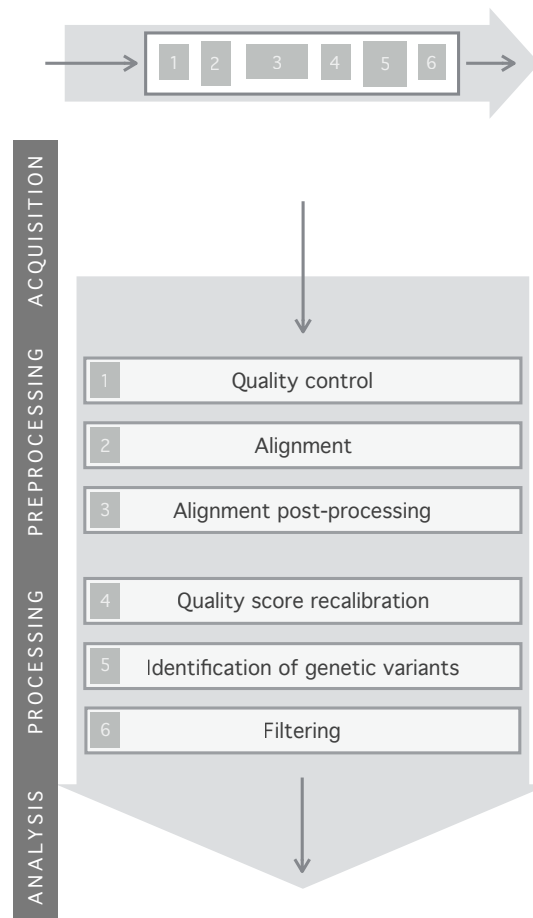 1 2 3 4 5 6
ACQUISITION
PREPROCESSING
1 Quality control
2 Alignment
3 Alignment post-processing
PROCESSING
4 Quality score recalibration
5 Identification of genetic variants
6 Filtering
ANALYSIS